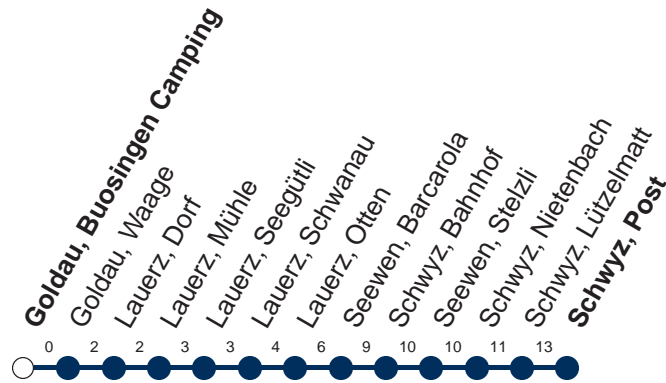 Goldau, Buosingen Camping
Goldau, Waage
Lauerz, Dorf
Lauerz, Mühle
Lauerz, Seegütli
Lauerz, Schwanau
Lauerz, Otten
Seewen, Barcarola
Schwyz, Bahnhof
Seewen, Stelzli
Schwyz, Nietenbach
Schwyz, Lützelmatt
Schwyz, Post
0 2 2 3 3 4 6 9 10 10 11 13